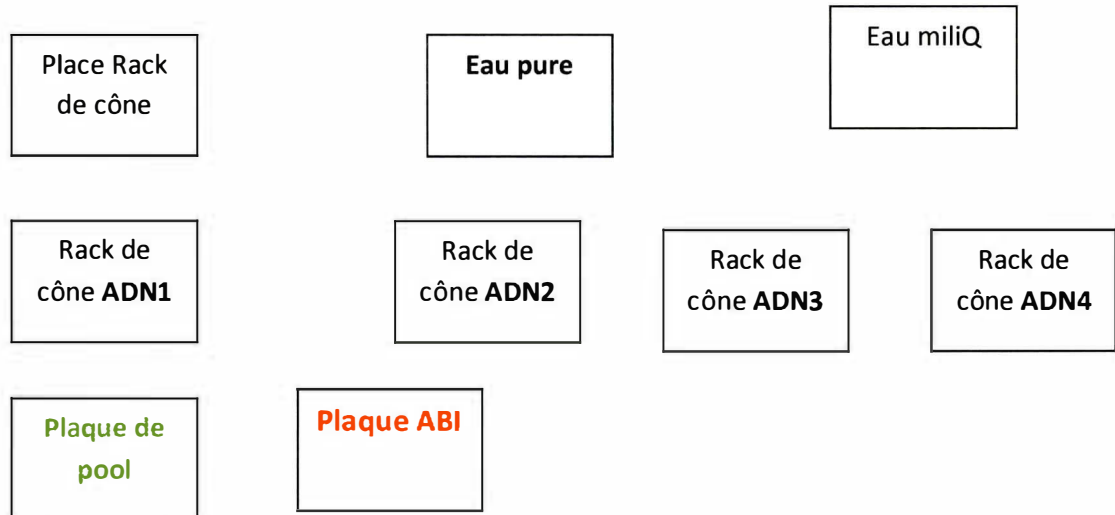 Place Rack
de cône
Eau pure
Eau miliQ
Rack de
cône ADN1
Rack de
cône ADN2
Rack de
cône ADN3
Rack de
cône ADN4
Plaque de
pool
Plaque ABI